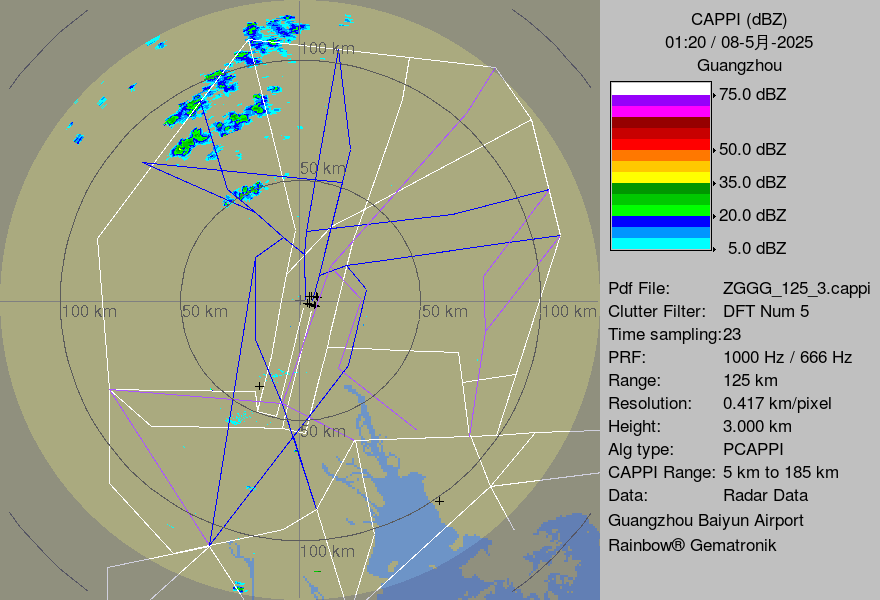 CAPPI (dBZ)
01:20 / 08-5月-2025
Guangzhou
75.0 dBZ
50.0 dBZ
35.0 dBZ
20.0 dBZ
5.0 dBZ
Pdf File: ZGGG_125_3.cappi
Clutter Filter: DFT Num 5
Time sampling:23
PRF: 1000 Hz / 666 Hz
Range: 125 km
Resolution: 0.417 km/pixel
Height: 3.000 km
Alg type: PCAPPI
CAPPI Range: 5 km to 185 km
Data: Radar Data
Guangzhou Baiyun Airport
Rainbow® Gematronik
100 km
50 km
100 km
50 km
50 km
100 km
50 km
100 km